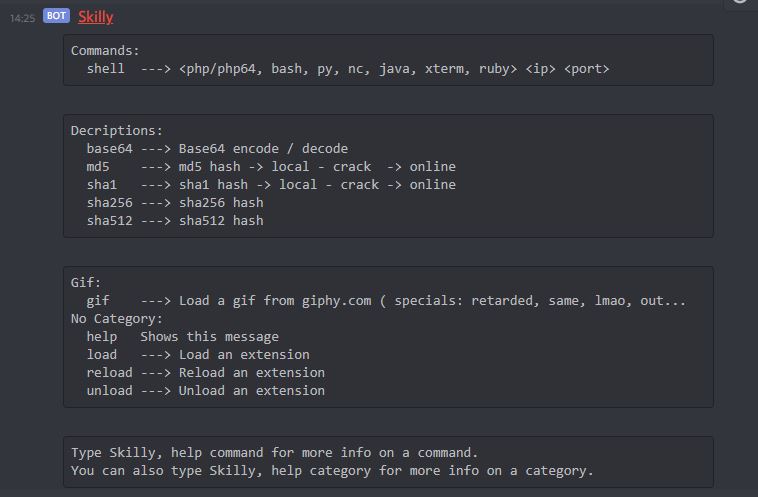 14:25 BOT Skilly
Commands:
  shell  ---> <php/php64, bash, py, nc, java, xterm, ruby> <ip> <port>
Decriptions:
  base64 ---> Base64 encode / decode
  md5    ---> md5 hash -> local - crack  -> online
  sha1   ---> sha1 hash -> local - crack -> online
  sha256 ---> sha256 hash
  sha512 ---> sha512 hash
Gif:
  gif    ---> Load a gif from giphy.com ( specials: retarded, same, lmao, out...
No Category:
  help   Shows this message
  load   ---> Load an extension
  reload ---> Reload an extension
  unload ---> Unload an extension
Type Skilly, help command for more info on a command.
You can also type Skilly, help category for more info on a category.